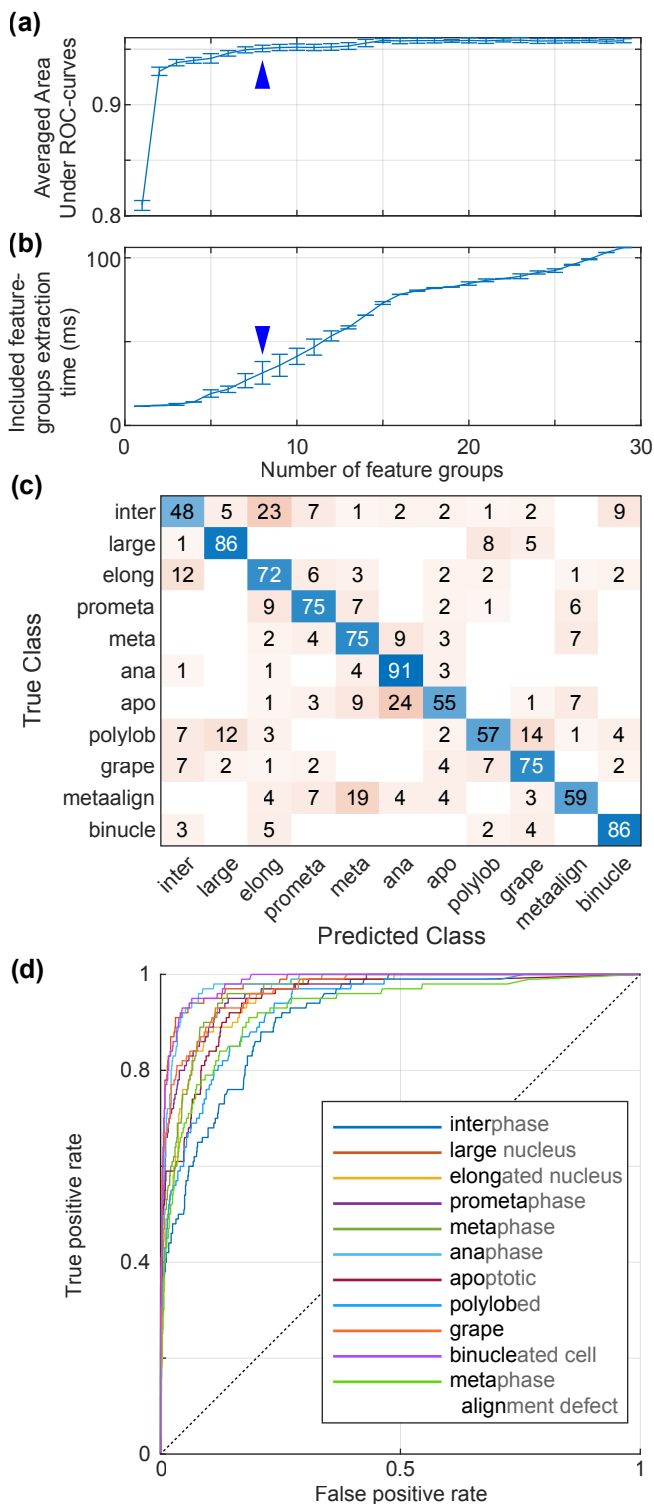 (a)
Averaged Area
Under ROC-curves
0.9
0.8
(b)
Included feature-
groups extraction
time (ms)
100
0
0 10 20 30
Number of feature groups
(c)
True Class
inter 48 5 23 7 1 2 2 1 2 9
large 1 86 8 5
elong 12 72 6 3 2 2 1 2
prometa 9 75 7 2 1 6
meta 2 4 75 9 3 7
ana 1 1 4 91 3
apo 1 3 9 24 55 1 7
polylob 7 12 3 2 57 14 1 4
grape 7 2 1 2 4 7 75 2
metaalign 4 7 19 4 4 3 59
binucle 3 5 2 4 86
inter large elong prometa meta ana apo polylob grape metaalign binucle
Predicted Class
(d)
True positive rate
1
0.8
0.4
0
interphase
large nucleus
elongated nucleus
prometaphase
metaphase
anaphase
apoptotic
polylobed
grape
binucleated cell
metaphase
alignment defect
0 0.5 1
False positive rate